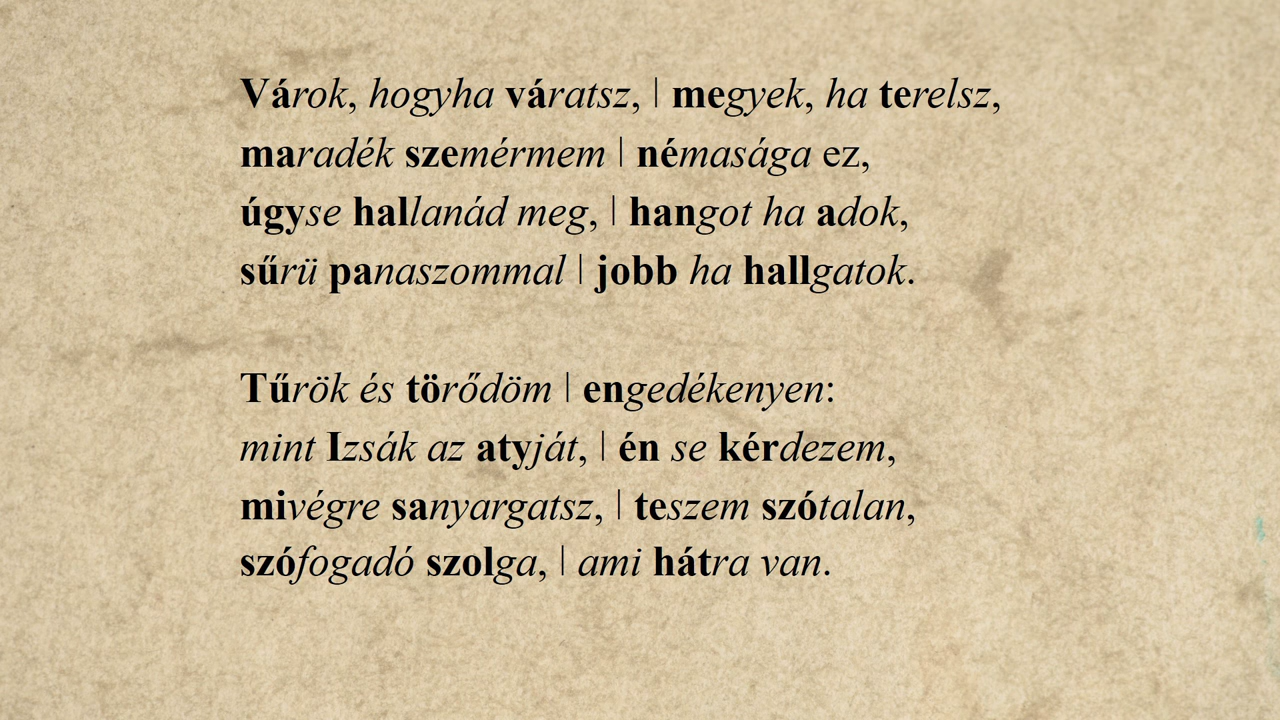 Várok, hogyha váratsz, | megyek, ha terelsz,
maradék szemérmem | némasága ez,
úgyse hallanád meg, | hangot ha adok,
sűrü panaszommal | jobb ha hallgatok.
Tűrök és törődöm | engedékenyen:
mint Izsák az atyját, | én se kérdezem,
mivégre sanyargatsz, | teszem szótalan,
szófogadó szolga, | ami hátra van.